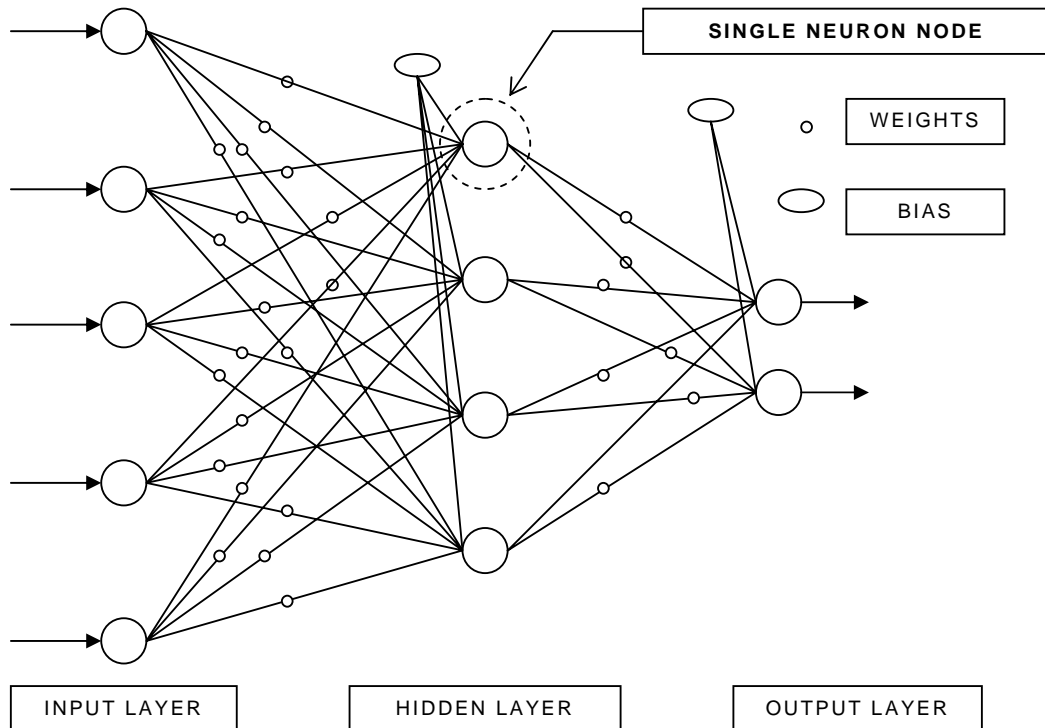 SINGLE NEURON NODE
WEIGHTS
BIAS
INPUT LAYER
HIDDEN LAYER
OUTPUT LAYER